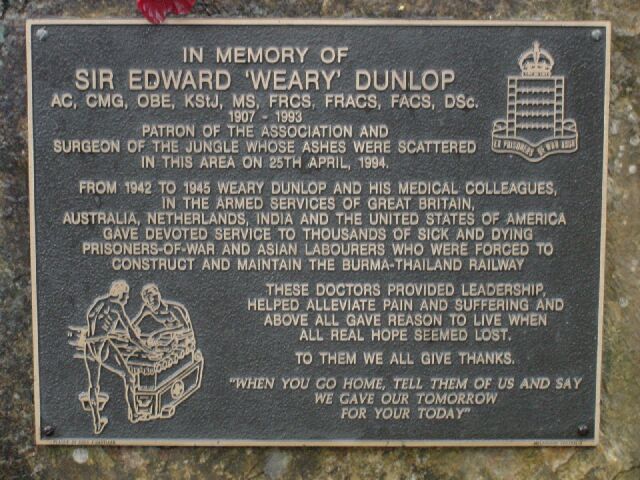 IN MEMORY OF
SIR EDWARD 'WEARY' DUNLOP
AC, CMG, OBE, KStJ, MS, FRCS, FRACS, FACS, DSc.
1907 - 1993
PATRON OF THE ASSOCIATION AND
SURGEON OF THE JUNGLE WHOSE ASHES WERE SCATTERED
IN THIS AREA ON 25TH APRIL, 1994.
EX PRISONERS OF WAR ASSN
FROM 1942 TO 1945 WEARY DUNLOP AND HIS MEDICAL COLLEAGUES,
IN THE ARMED SERVICES OF GREAT BRITAIN,
AUSTRALIA, NETHERLANDS, INDIA AND THE UNITED STATES OF AMERICA
GAVE DEVOTED SERVICE TO THOUSANDS OF SICK AND DYING
PRISONERS-OF-WAR AND ASIAN LABOURERS WHO WERE FORCED TO
CONSTRUCT AND MAINTAIN THE BURMA-THAILAND RAILWAY
THESE DOCTORS PROVIDED LEADERSHIP,
HELPED ALLEVIATE PAIN AND SUFFERING AND
ABOVE ALL GAVE REASON TO LIVE WHEN
ALL REAL HOPE SEEMED LOST.
TO THEM WE ALL GIVE THANKS.
"WHEN YOU GO HOME, TELL THEM OF US AND SAY
WE GAVE OUR TOMORROW
FOR YOUR TODAY"